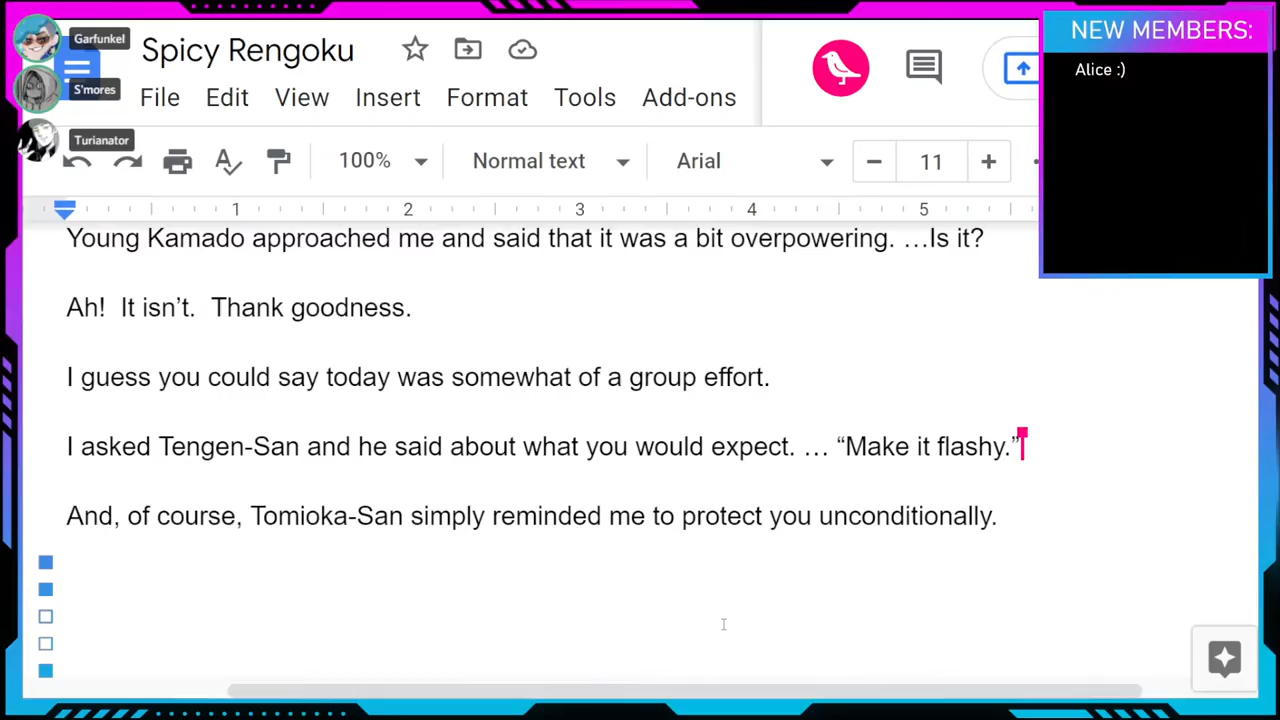 Garfunkel
S'mores
Turianator
Spicy Rengoku
File Edit View Insert Format Tools Add-ons
100% Normal text Arial 11
1 2 3 4 5
NEW MEMBERS:
Alice :)
Young Kamado approached me and said that it was a bit overpowering. …Is it?
Ah!  It isn’t.  Thank goodness.
I guess you could say today was somewhat of a group effort.
I asked Tengen-San and he said about what you would expect. … “Make it flashy.”
And, of course, Tomioka-San simply reminded me to protect you unconditionally.